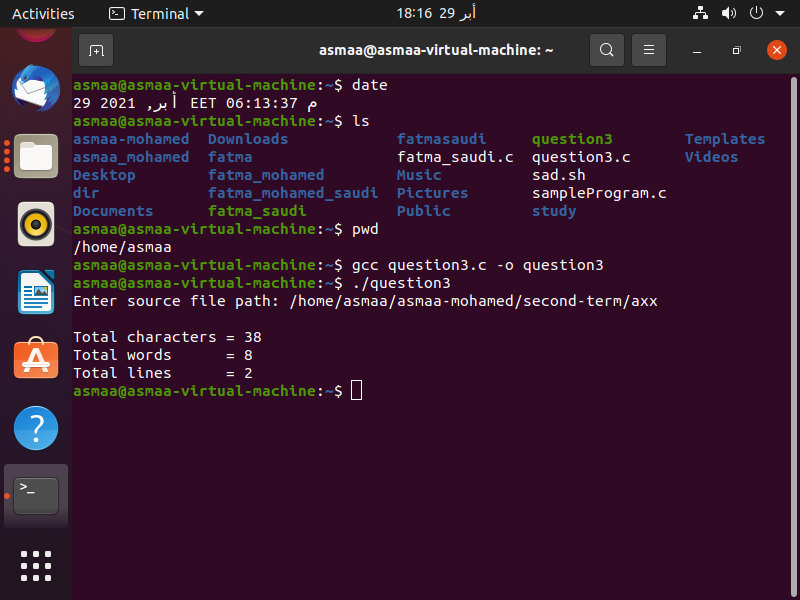 Activities Terminal 18:16 29 أبر
asmaa@asmaa-virtual-machine: ~
asmaa@asmaa-virtual-machine:~$ date
29 2021 أبر, EET 06:13:37 م
asmaa@asmaa-virtual-machine:~$ ls
asmaa-mohamed Downloads fatmasaudi question3 Templates
asmaa_mohamed fatma fatma_saudi.c question3.c Videos
Desktop fatma_mohamed Music sad.sh
dir fatma_mohamed_saudi Pictures sampleProgram.c
Documents fatma_saudi Public study
asmaa@asmaa-virtual-machine:~$ pwd
/home/asmaa
asmaa@asmaa-virtual-machine:~$ gcc question3.c -o question3
asmaa@asmaa-virtual-machine:~$ ./question3
Enter source file path: /home/asmaa/asmaa-mohamed/second-term/axx
Total characters = 38
Total words = 8
Total lines = 2
asmaa@asmaa-virtual-machine:~$